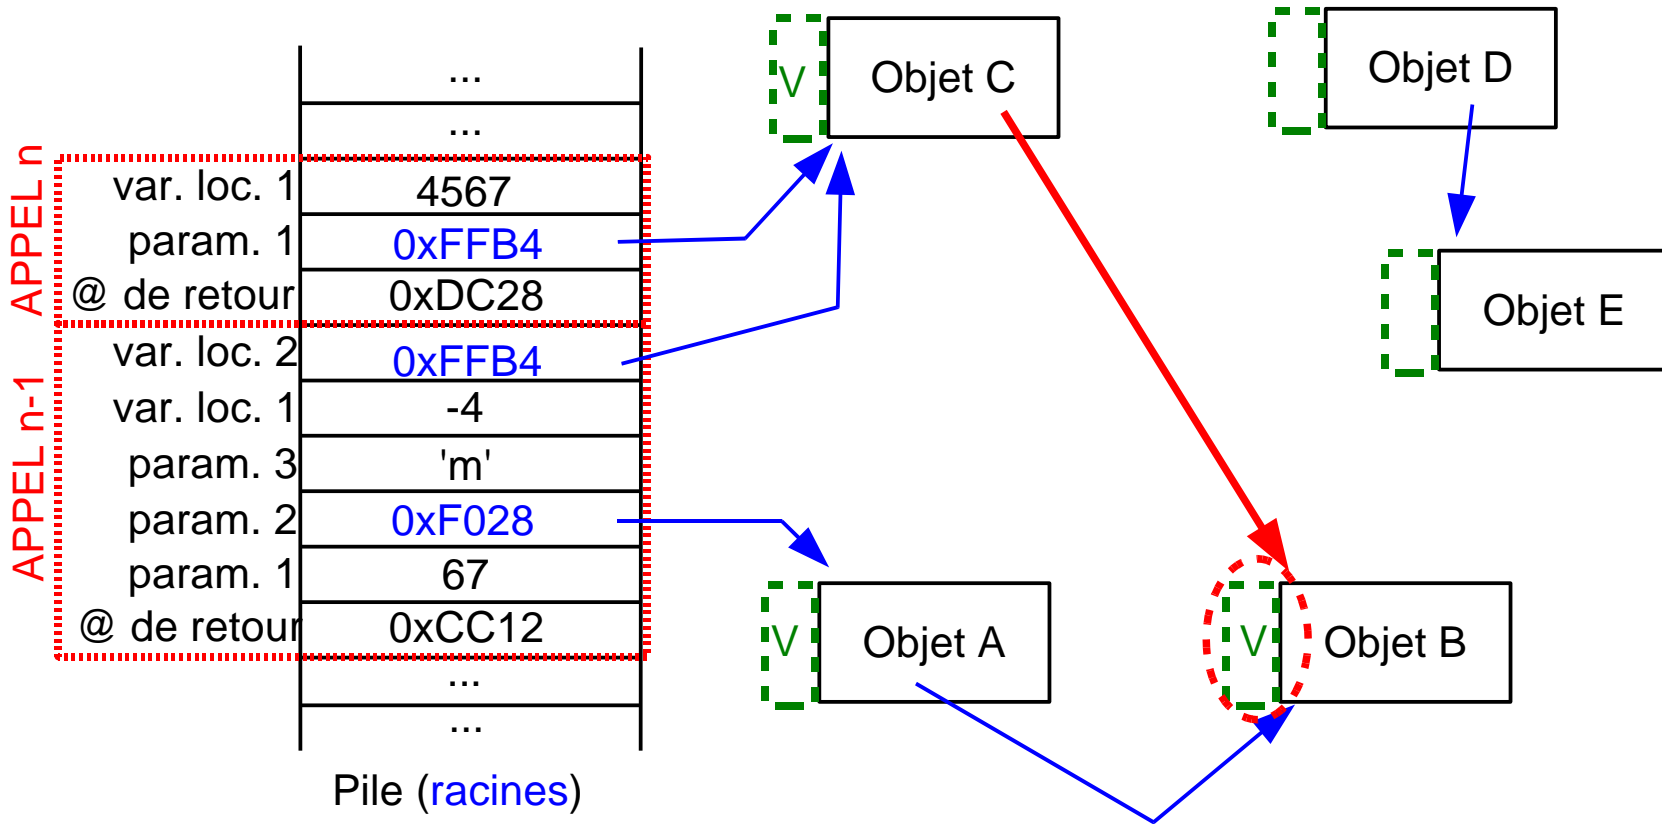 ...
...
APPEL n
var. loc. 1 4567
param. 1 0xFFB4
@ de retour 0xDC28
APPEL n-1
var. loc. 2 0xFFB4
var. loc. 1 -4
param. 3 'm'
param. 2 0xF028
param. 1 67
@ de retour 0xCC12
...
...
Pile (racines)
V Objet C
Objet D
Objet E
V Objet A
V Objet B